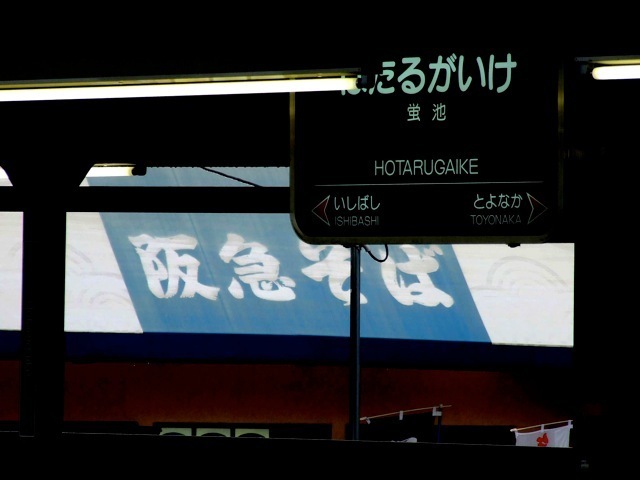 ほたるがいけ
蛍 池
HOTARUGAIKE
いしばし
ISHIBASHI
とよなか
TOYONAKA
阪急そば